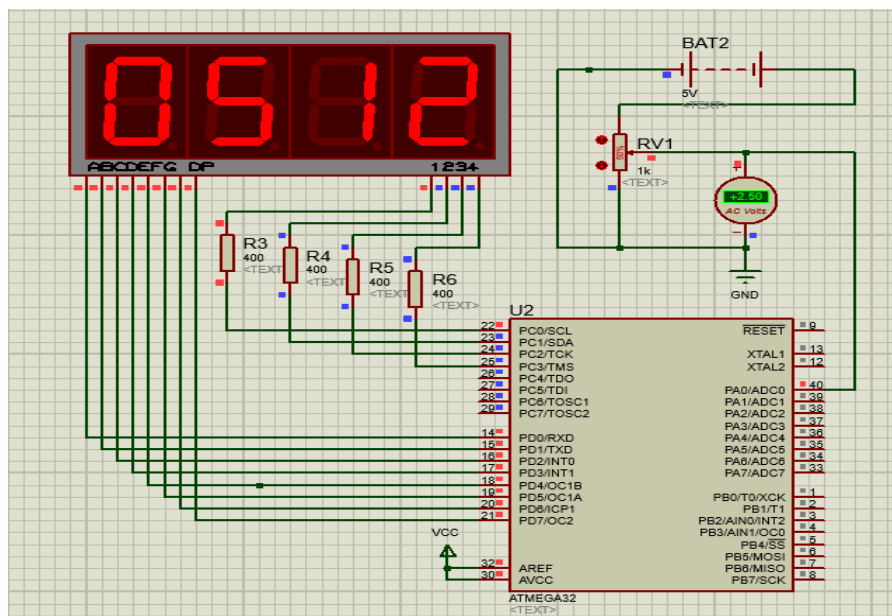 0512
ABCDEFG DP
1234
BAT2
5V
<TEXT>
RV1
50%
1k
<TEXT>
+2.50
AC Volts
GND
R3
400
<TEXT>
R4
400
<TEXT>
R5
400
<TEXT>
R6
400
<TEXT>
U2
22 PC0/SCL
23 PC1/SDA
24 PC2/TCK
25 PC3/TMS
26 PC4/TDO
27 PC5/TDI
28 PC6/TOSC1
29 PC7/TOSC2
14 PD0/RXD
15 PD1/TXD
16 PD2/INT0
17 PD3/INT1
18 PD4/OC1B
19 PD5/OC1A
20 PD6/ICP1
21 PD7/OC2
32 AREF
30 AVCC
RESET 9
XTAL1 13
XTAL2 12
PA0/ADC0 40
PA1/ADC1 39
PA2/ADC2 38
PA3/ADC3 37
PA4/ADC4 36
PA5/ADC5 35
PA6/ADC6 34
PA7/ADC7 33
PB0/T0/XCK 1
PB1/T1 2
PB2/AIN0/INT2 3
PB3/AIN1/OC0 4
PB4/SS 5
PB5/MOSI 6
PB6/MISO 7
PB7/SCK 8
VCC
ATMEGA32
<TEXT>